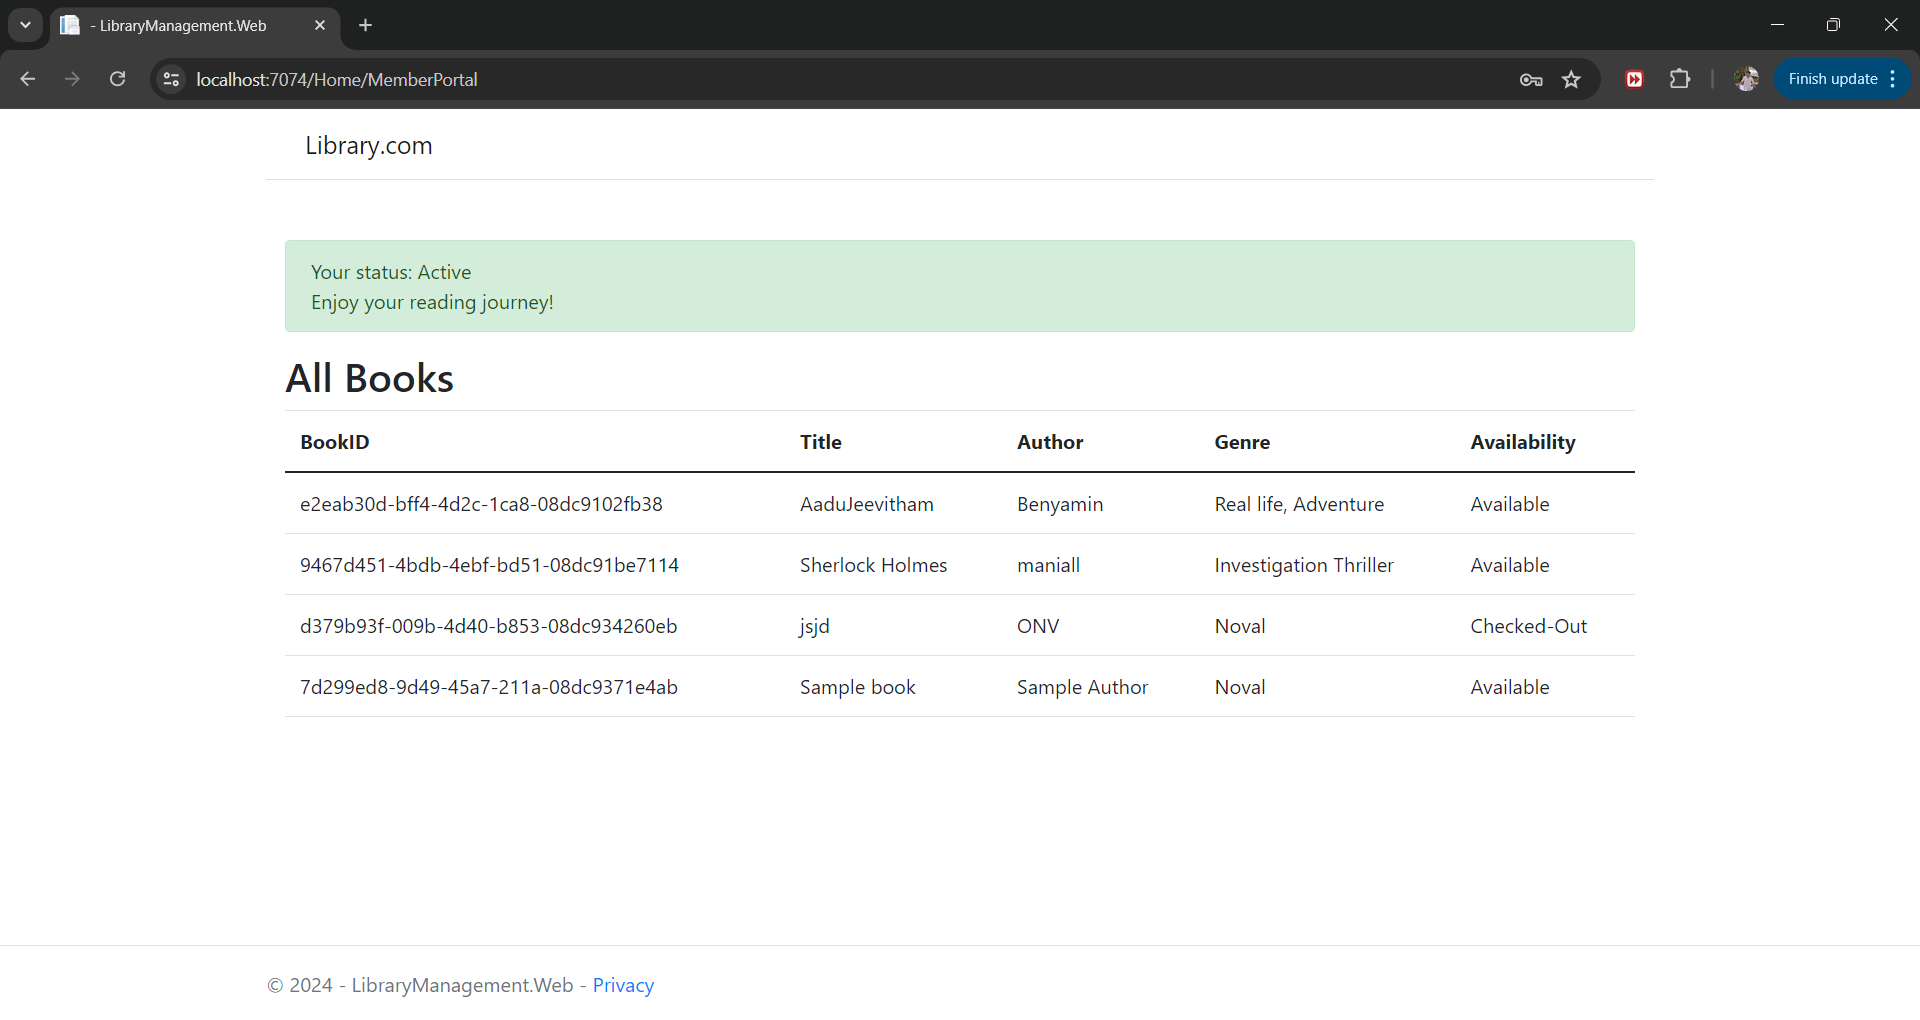 - LibraryManagement.Web
localhost:7074/Home/MemberPortal
Finish update
Library.com
Your status: Active
Enjoy your reading journey!
All Books
BookID Title Author Genre Availability
e2eab30d-bff4-4d2c-1ca8-08dc9102fb38 AaduJeevitham Benyamin Real life, Adventure Available
9467d451-4bdb-4ebf-bd51-08dc91be7114 Sherlock Holmes maniall Investigation Thriller Available
d379b93f-009b-4d40-b853-08dc934260eb jsjd ONV Noval Checked-Out
7d299ed8-9d49-45a7-211a-08dc9371e4ab Sample book Sample Author Noval Available
© 2024 - LibraryManagement.Web - Privacy